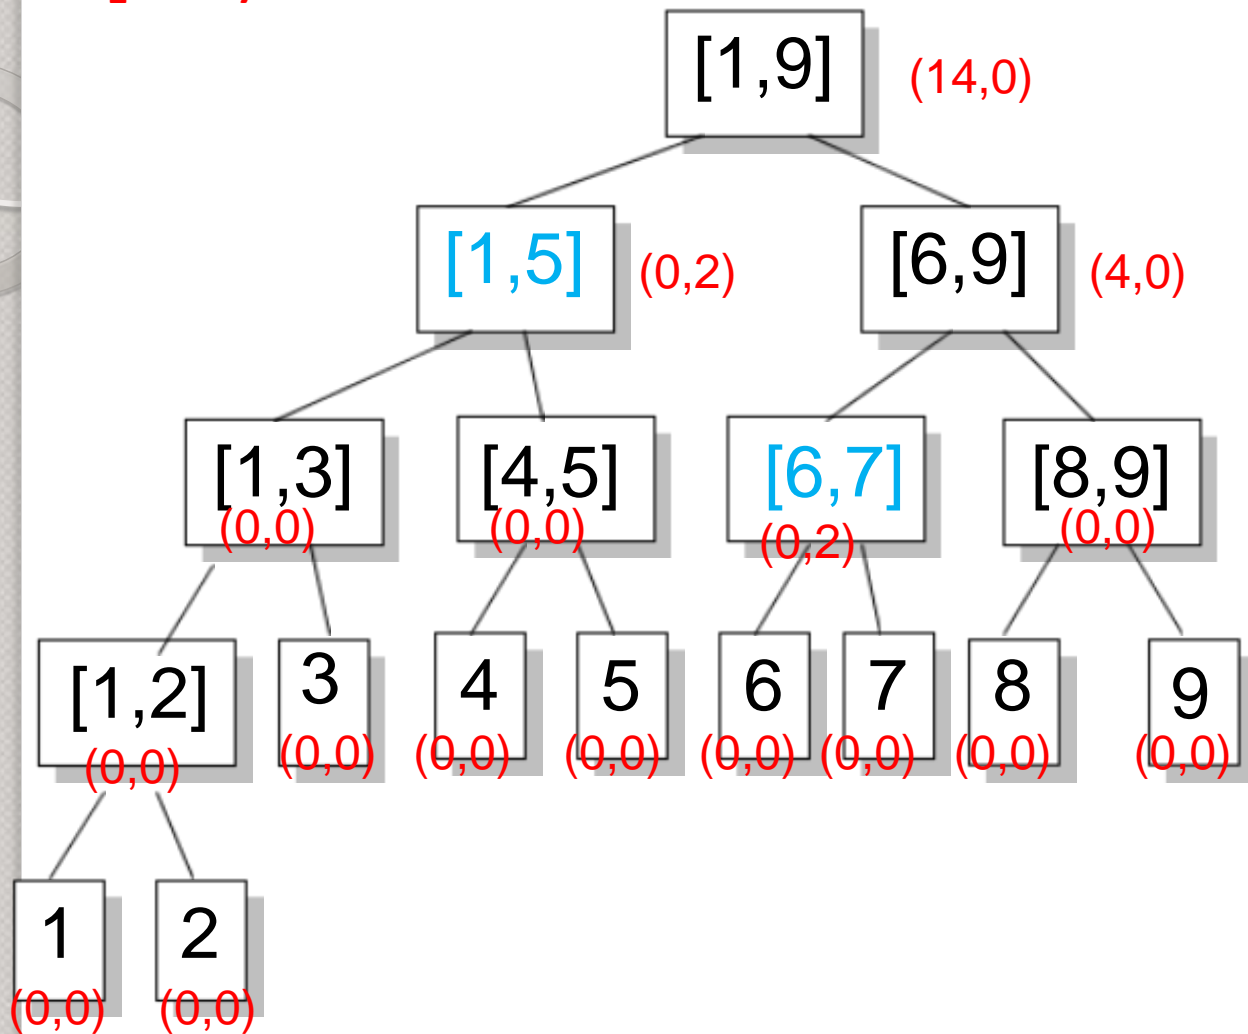 [1,9] (14,0)
[1,5] (0,2) [6,9] (4,0)
[1,3] [4,5] [6,7] [8,9]
(0,0) (0,0) (0,2) (0,0)
[1,2] 3 4 5 6 7 8 9
(0,0) (0,0) (0,0) (0,0) (0,0) (0,0) (0,0) (0,0)
1 2
(0,0) (0,0)